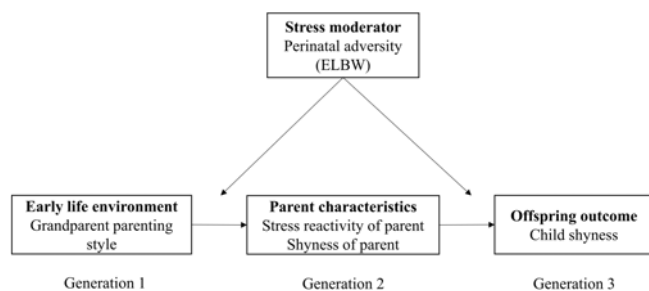 Stress moderator
Perinatal adversity
(ELBW)
Early life environment
Grandparent parenting
style
Parent characteristics
Stress reactivity of parent
Shyness of parent
Offspring outcome
Child shyness
Generation 1
Generation 2
Generation 3